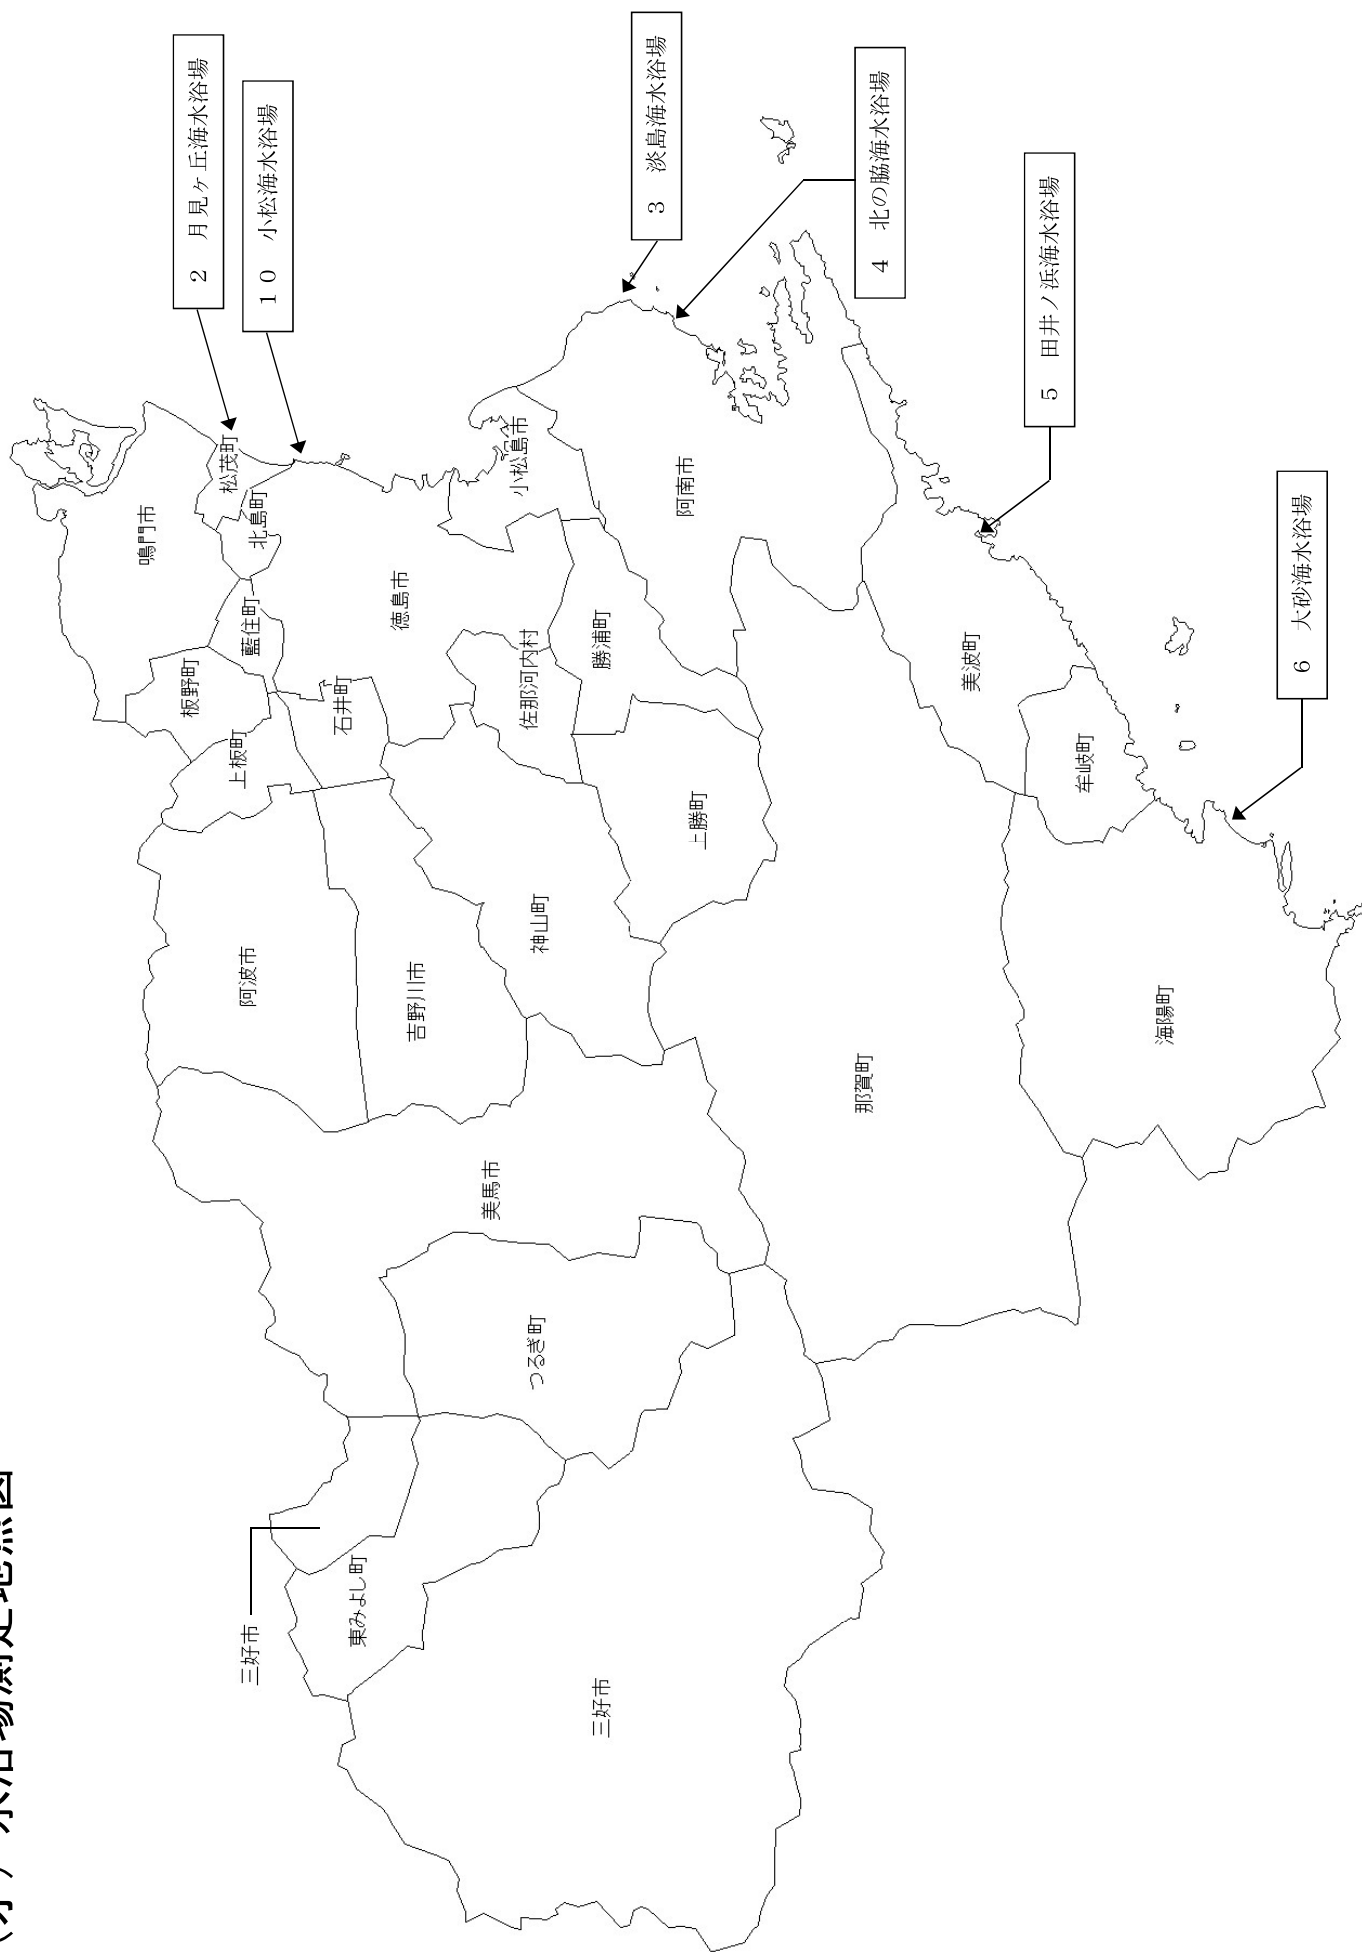 水浴場測定地点図
2 月見ヶ丘海水浴場
10 小松海水浴場
3 淡島海水浴場
4 北の脇海水浴場
5 田井ノ浜海水浴場
6 大砂海水浴場
鳴門市
松茂町
北島町
藍住町
板野町
上板町
徳島市
石井町
小松島市
佐那河内村
勝浦町
阿南市
上勝町
神山町
阿波市
吉野川市
美波町
牟岐町
海陽町
那賀町
美馬市
つるぎ町
三好市
東みよし町
三好市